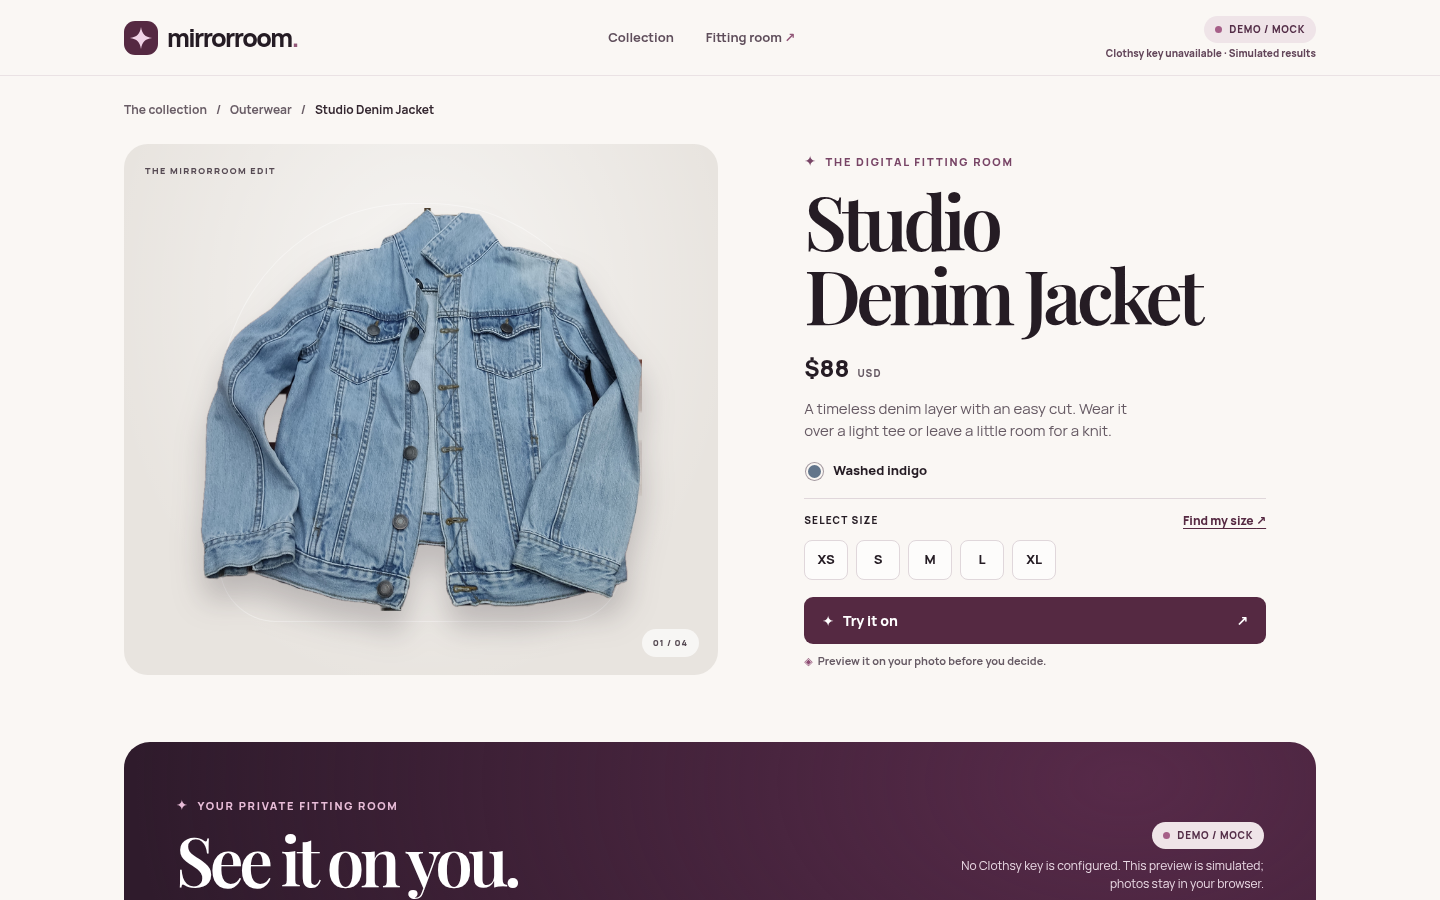 mirrorroom.
Collection
Fitting room ↗
DEMO / MOCK
Clothsy key unavailable · Simulated results
The collection / Outerwear / Studio Denim Jacket
THE MIRRORROOM EDIT
01 / 04
✦ THE DIGITAL FITTING ROOM
Studio
Denim Jacket
$88 USD
A timeless denim layer with an easy cut. Wear it
over a light tee or leave a little room for a knit.
Washed indigo
SELECT SIZE
Find my size ↗
XS S M L XL
✦ Try it on ↗
◈ Preview it on your photo before you decide.
✦ YOUR PRIVATE FITTING ROOM
See it on you.
DEMO / MOCK
No Clothsy key is configured. This preview is simulated;
photos stay in your browser.